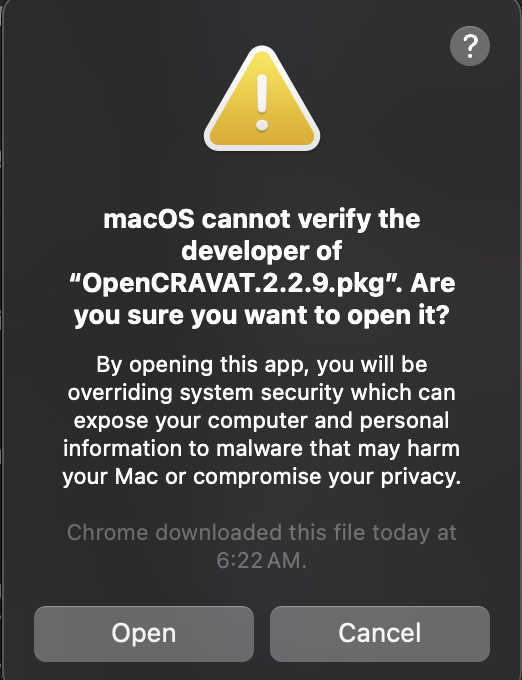 ?
macOS cannot verify the
developer of
“OpenCRAVAT.2.2.9.pkg”. Are
you sure you want to open it?
By opening this app, you will be
overriding system security which can
expose your computer and personal
information to malware that may harm
your Mac or compromise your privacy.
Chrome downloaded this file today at
6:22 AM.
Open
Cancel